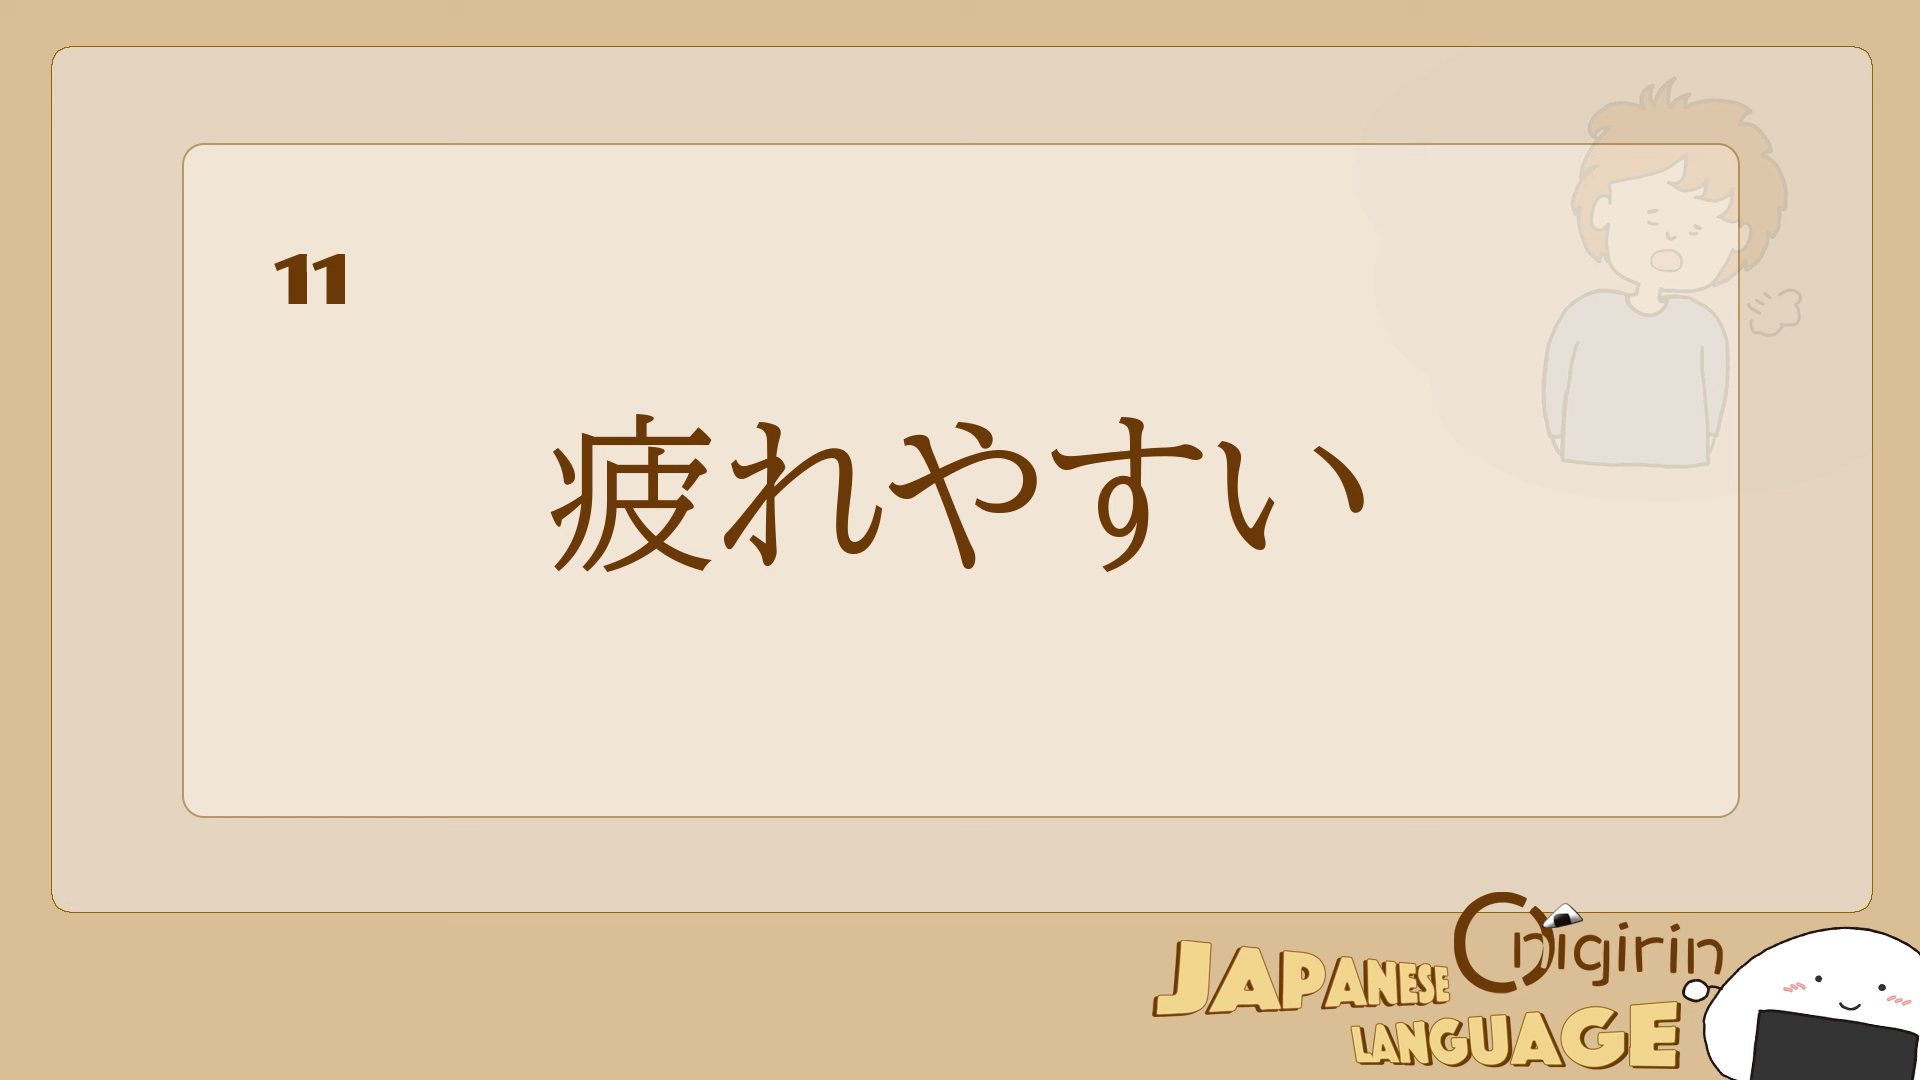 11
疲れやすい
Onigirin
JAPANESE
LANGUAGE